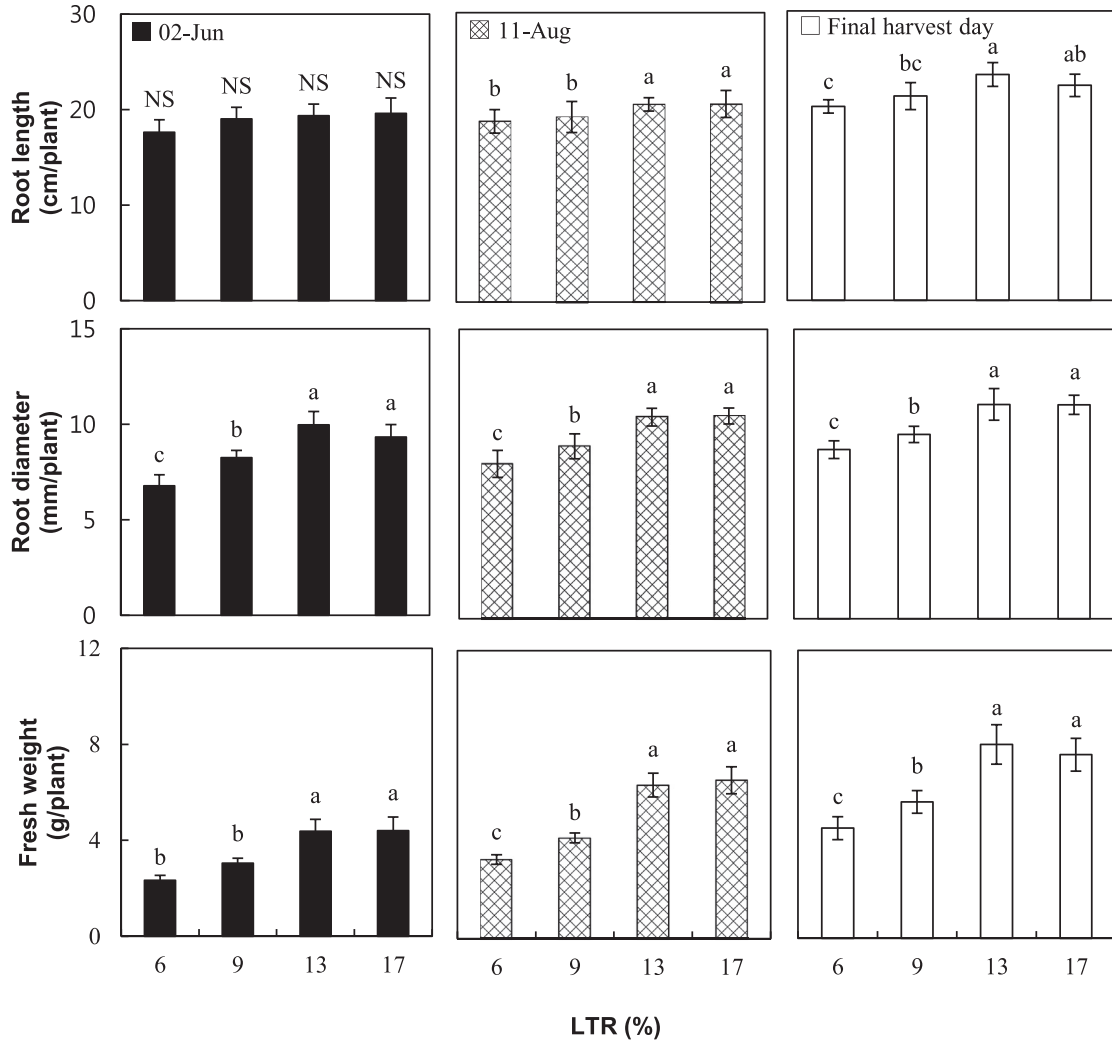 02-Jun
11-Aug
Final harvest day
Root length
(cm/plant)
30
20
10
0
NS NS NS NS
b b a a
c bc a ab
Root diameter
(mm/plant)
15
10
5
0
c b a a
c b a a
c b a a
Fresh weight
(g/plant)
12
8
4
0
b b a a
c b a a
c b a a
6 9 13 17
6 9 13 17
6 9 13 17
LTR (%)